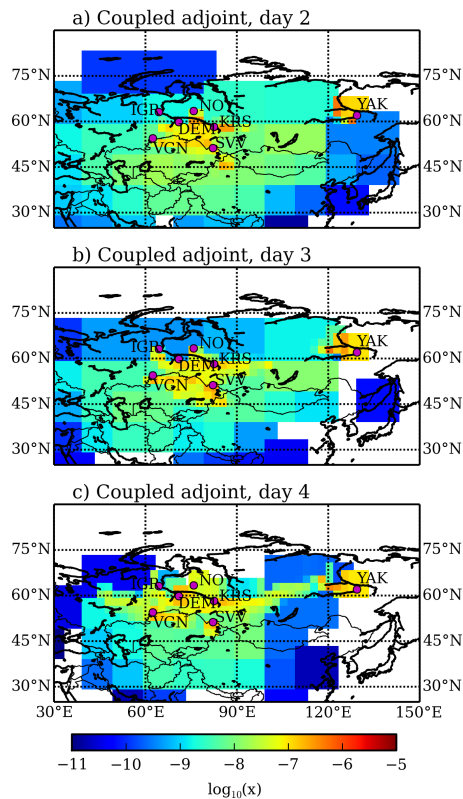 a) Coupled adjoint, day 2
75°N 75°N
IGR NOY YAK
60°N 60°N
DEM KRS
VGN SVV
45°N 45°N
30°N 30°N
b) Coupled adjoint, day 3
75°N 75°N
IGR NOY YAK
60°N 60°N
DEM KRS
VGN SVV
45°N 45°N
30°N 30°N
c) Coupled adjoint, day 4
75°N 75°N
IGR NOY YAK
60°N 60°N
DEM KRS
VGN SVV
45°N 45°N
30°N 30°N
30°E 60°E 90°E 120°E 150°E
−11 −10 −9 −8 −7 −6 −5
log₁₀(x)